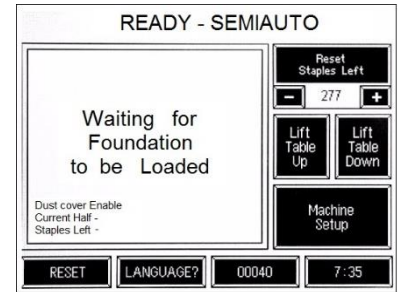 READY - SEMIAUTO
Waiting for
Foundation
to be Loaded
Dust cover Enable
Current Half -
Staples Left -
Reset
Staples Left
- 277 +
Lift
Table
Up
Lift
Table
Down
Machine
Setup
RESET
LANGUAGE?
00040
7:35